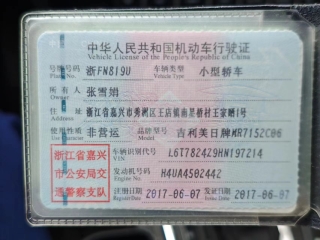 中华人民共和国机动车行驶证
Vehicle License of the People's Republic of China
号牌号码 浙FN819U 车辆类型 小型轿车
Plate No. Vehicle Type
所有人 张雪娟
Owner
住址 浙江省嘉兴市秀洲区王店镇南星桥村王家赒1号
Address
使用性质 非营运 品牌型号 吉利美日牌MR7152C06
Use Character Model
浙江省嘉兴市公安局交通警察支队
车辆识别代号 L6T7824Z9HN197214
VIN
发动机号码 H4UA4502442
Engine No.
注册日期 2017-06-07 发证日期 2017-06-07
Register Date Issue Date